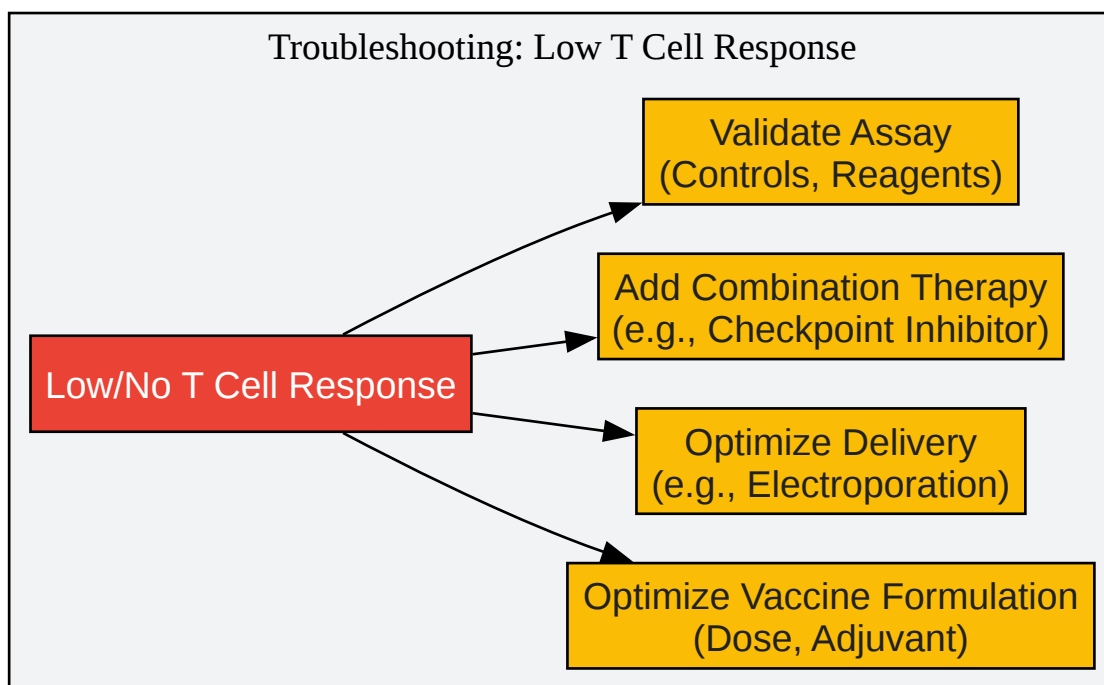 Troubleshooting: Low T Cell Response
Validate Assay
(Controls, Reagents)
Add Combination Therapy
(e.g., Checkpoint Inhibitor)
Low/No T Cell Response
Optimize Delivery
(e.g., Electroporation)
Optimize Vaccine Formulation
(Dose, Adjuvant)